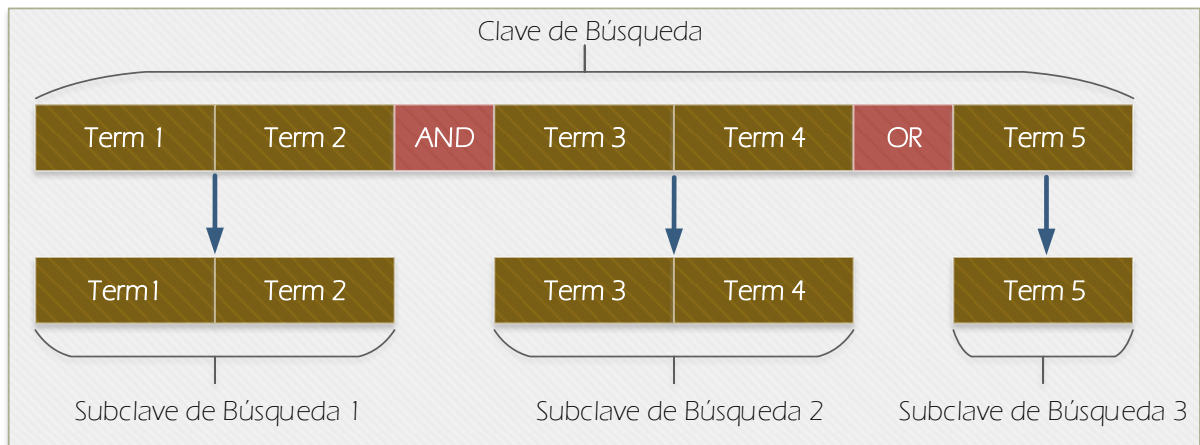 Clave de Búsqueda
Term 1 Term 2 AND Term 3 Term 4 OR Term 5
Term1 Term 2 Term 3 Term 4 Term 5
Subclave de Búsqueda 1 Subclave de Búsqueda 2 Subclave de Búsqueda 3